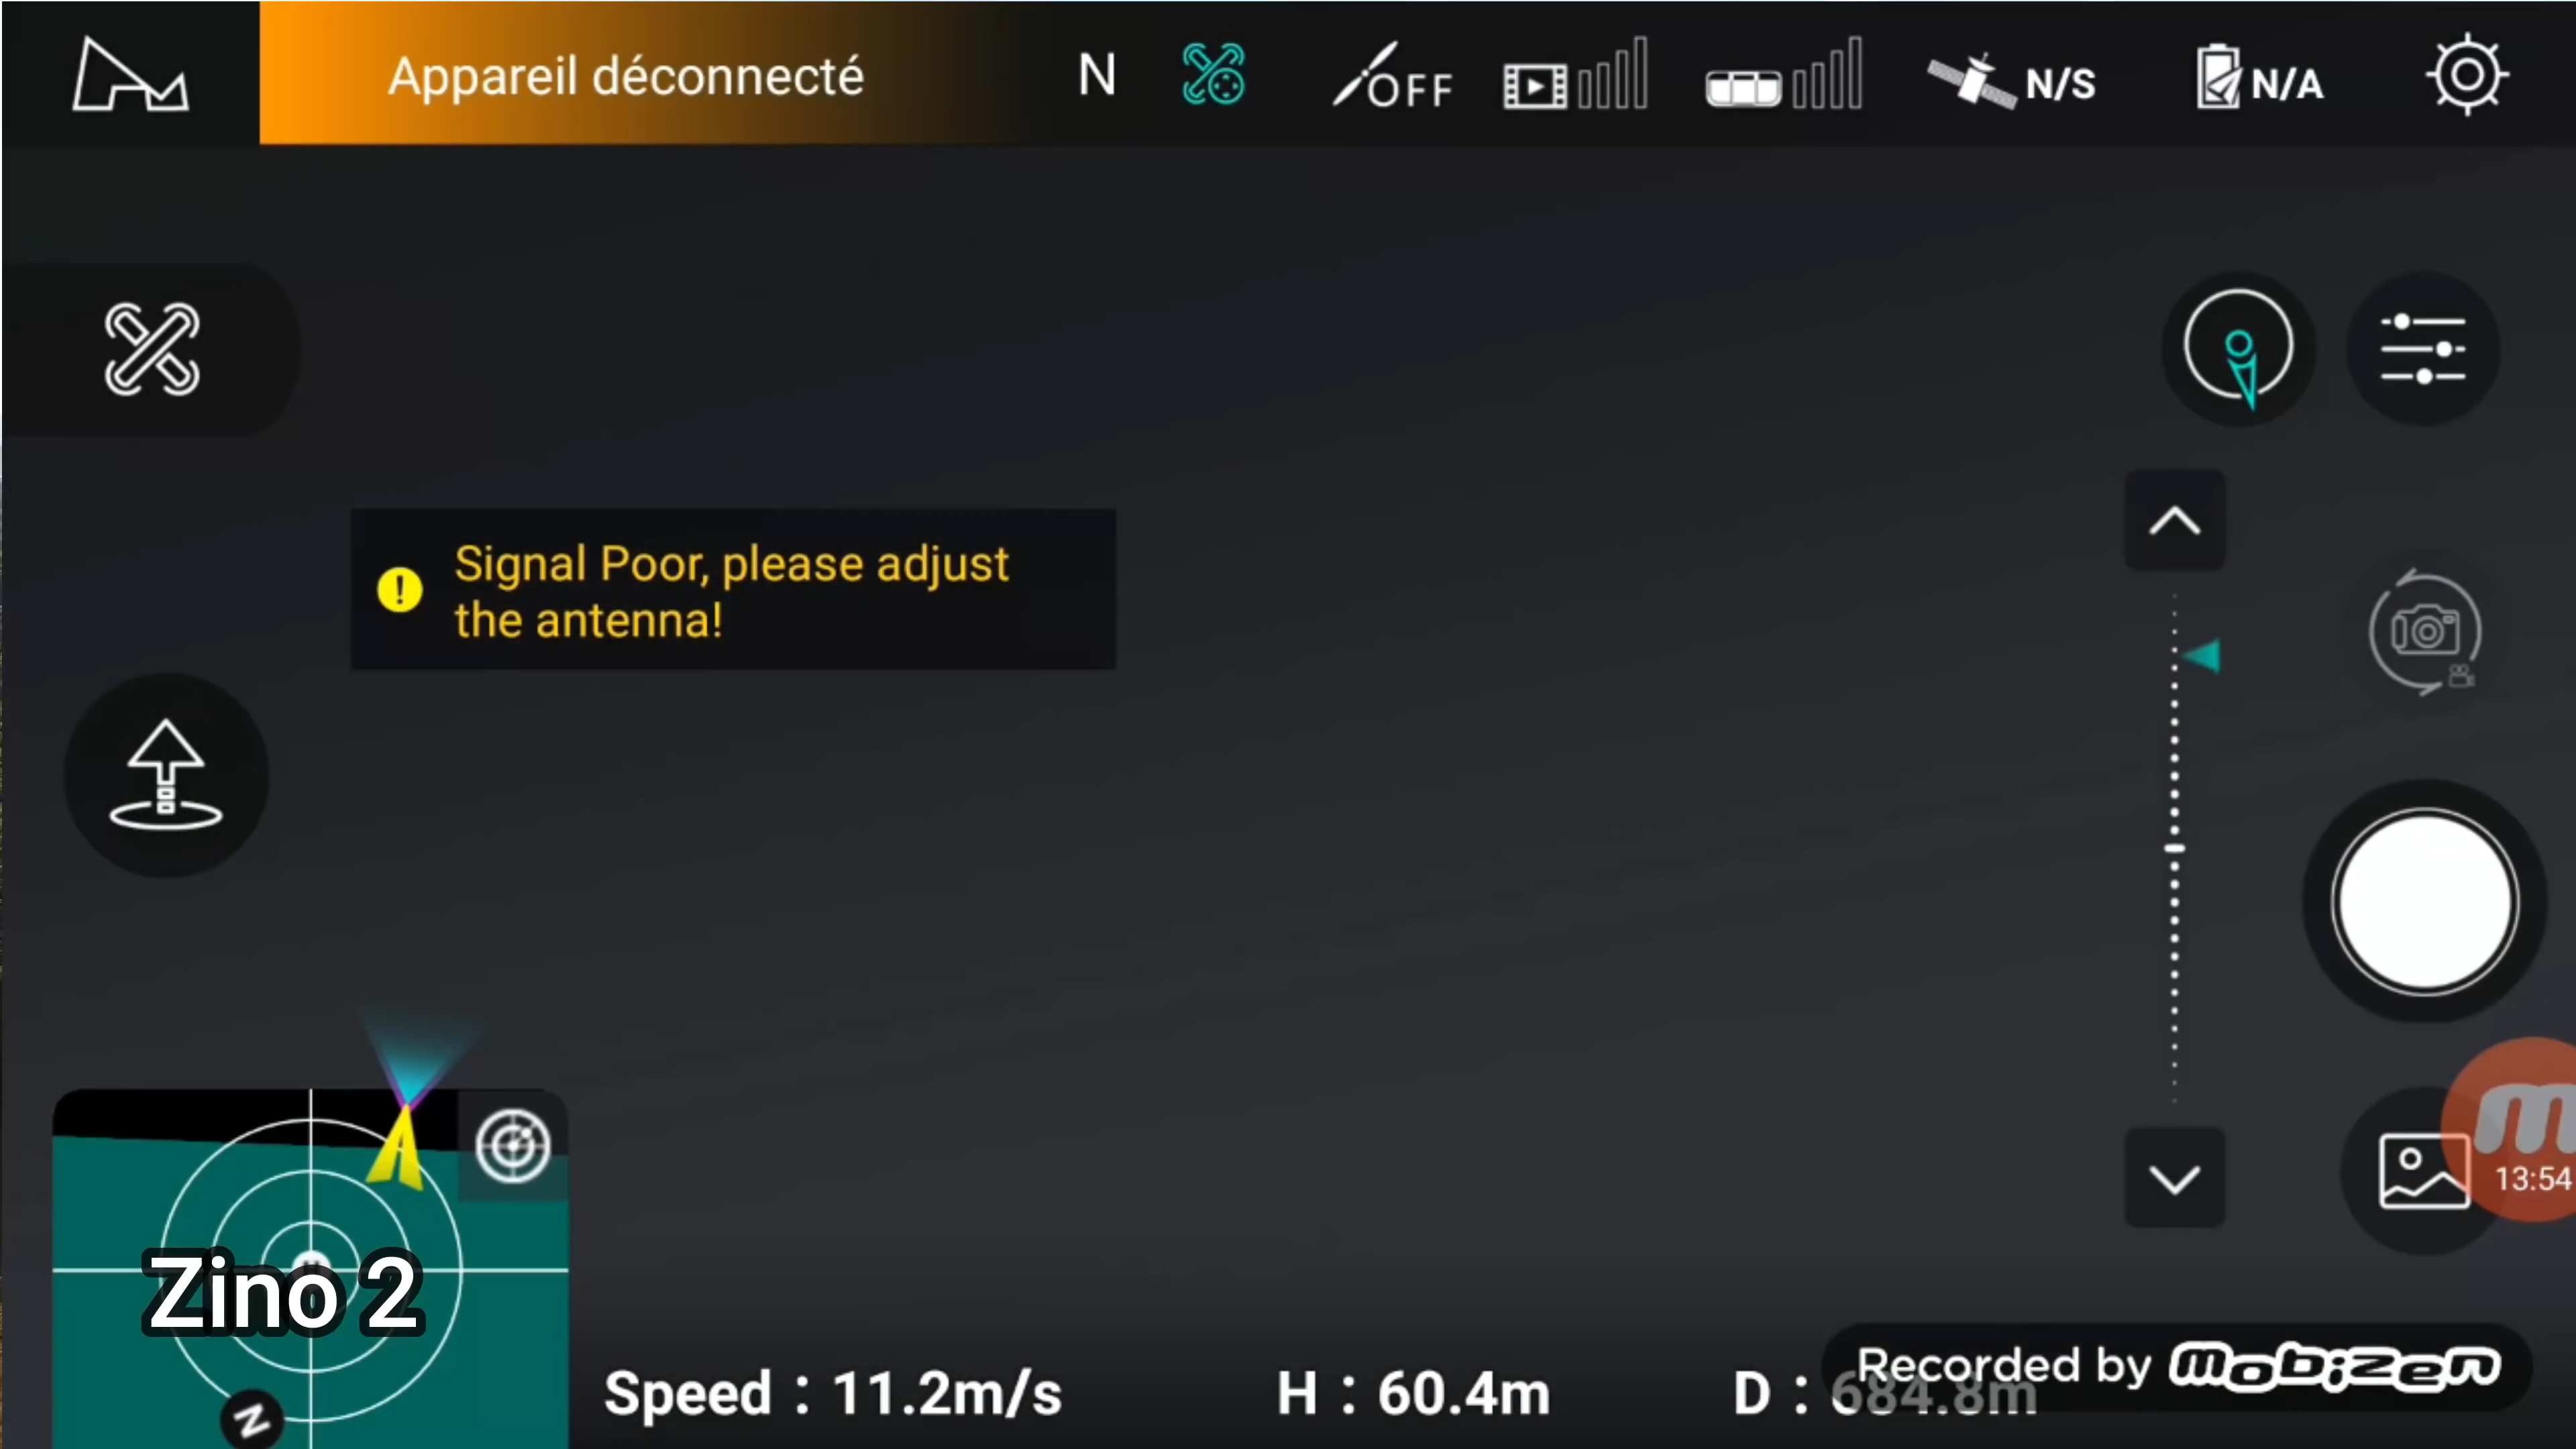 Appareil déconnecté
N
OFF
N/S
N/A
Signal Poor, please adjust
the antenna!
13:54
Zino 2
N
Speed : 11.2m/s
H : 60.4m
D : 684.8m
Recorded by mobizen